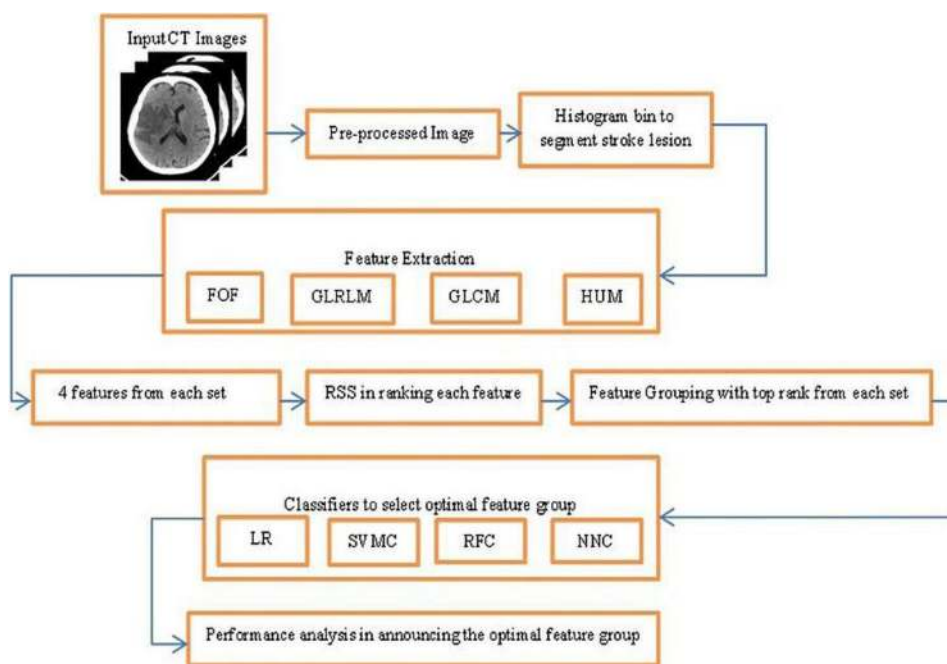 Input CT Images
Pre-processed Image
Histogram bin to
segment stroke lesion
Feature Extraction
FOF
GLRLM
GLCM
HUM
4 features from each set
RSS in ranking each feature
Feature Grouping with top rank from each set
Classifiers to select optimal feature group
LR
SVMC
RFC
NNC
Performance analysis in announcing the optimal feature group